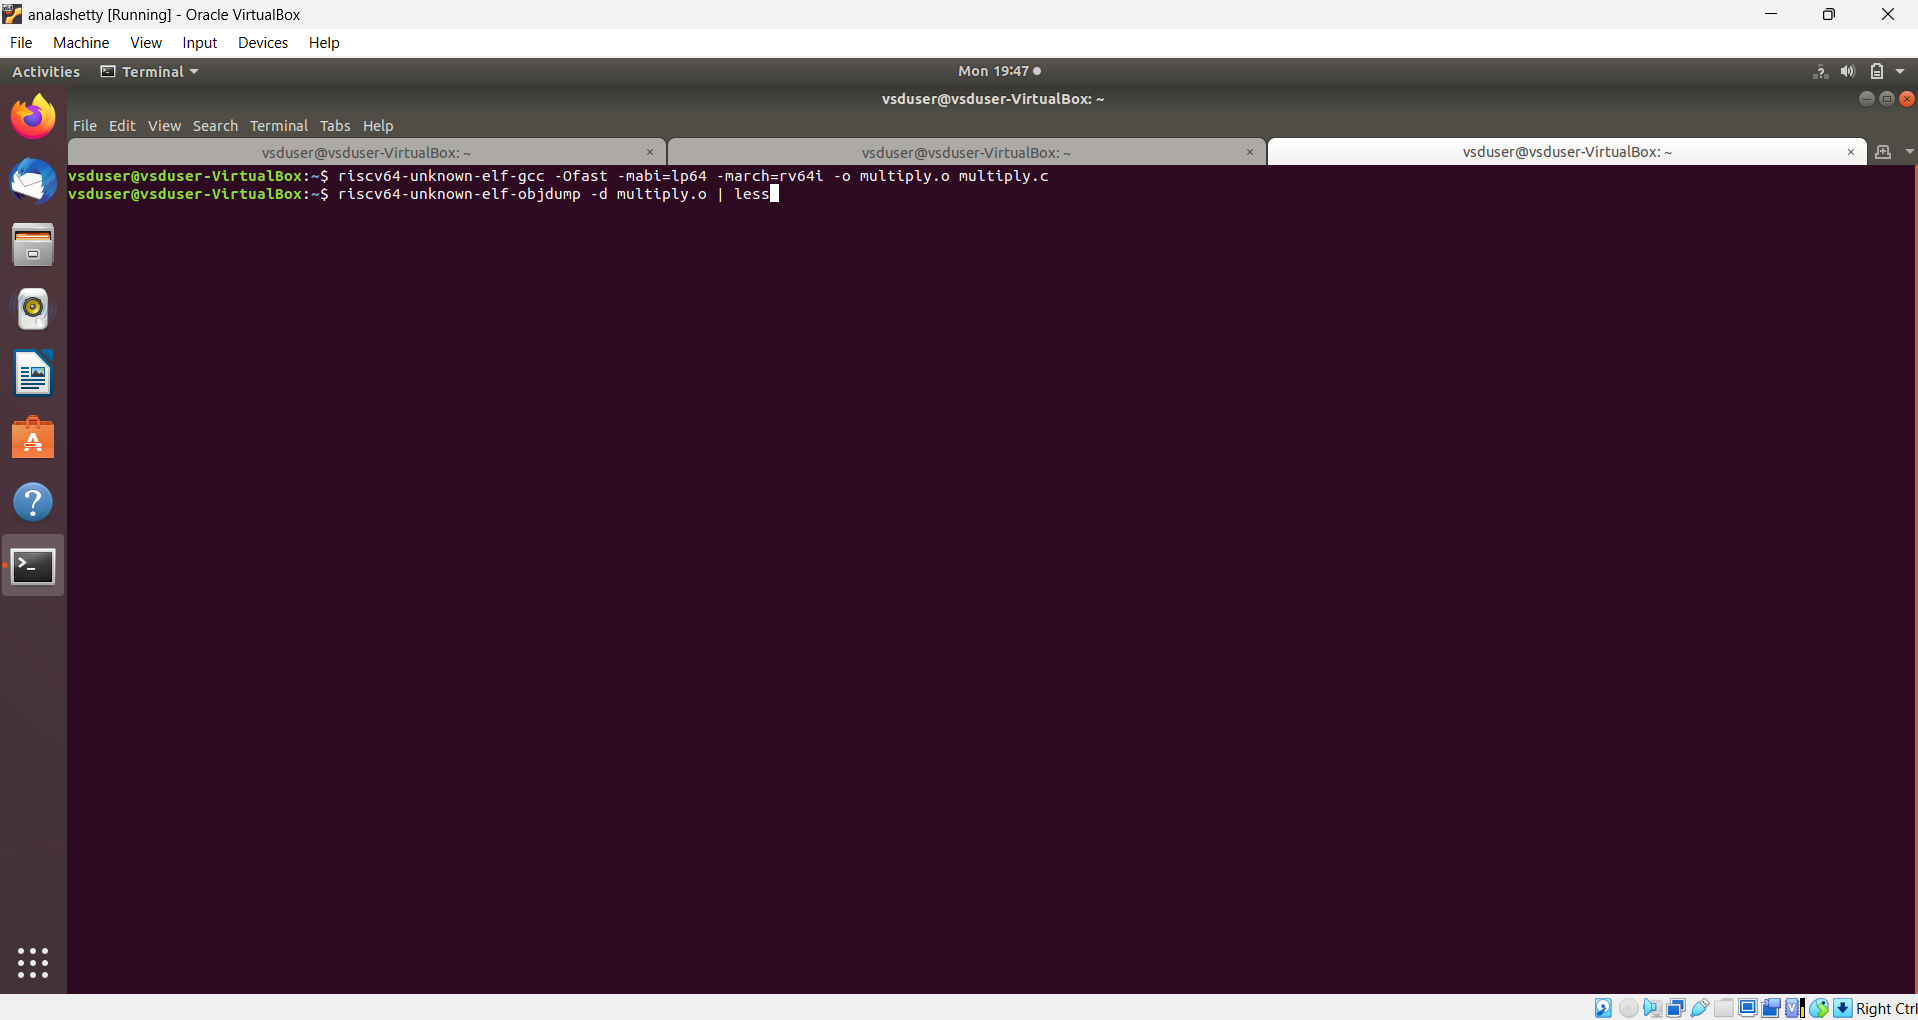 analashetty [Running] - Oracle VirtualBox
File Machine View Input Devices Help
Activities Terminal Mon 19:47
vsduser@vsduser-VirtualBox: ~
File Edit View Search Terminal Tabs Help
vsduser@vsduser-VirtualBox: ~ × vsduser@vsduser-VirtualBox: ~ × vsduser@vsduser-VirtualBox: ~ ×
vsduser@vsduser-VirtualBox:~$ riscv64-unknown-elf-gcc -Ofast -mabi=lp64 -march=rv64i -o multiply.o multiply.c
vsduser@vsduser-VirtualBox:~$ riscv64-unknown-elf-objdump -d multiply.o | less
Right Ctrl